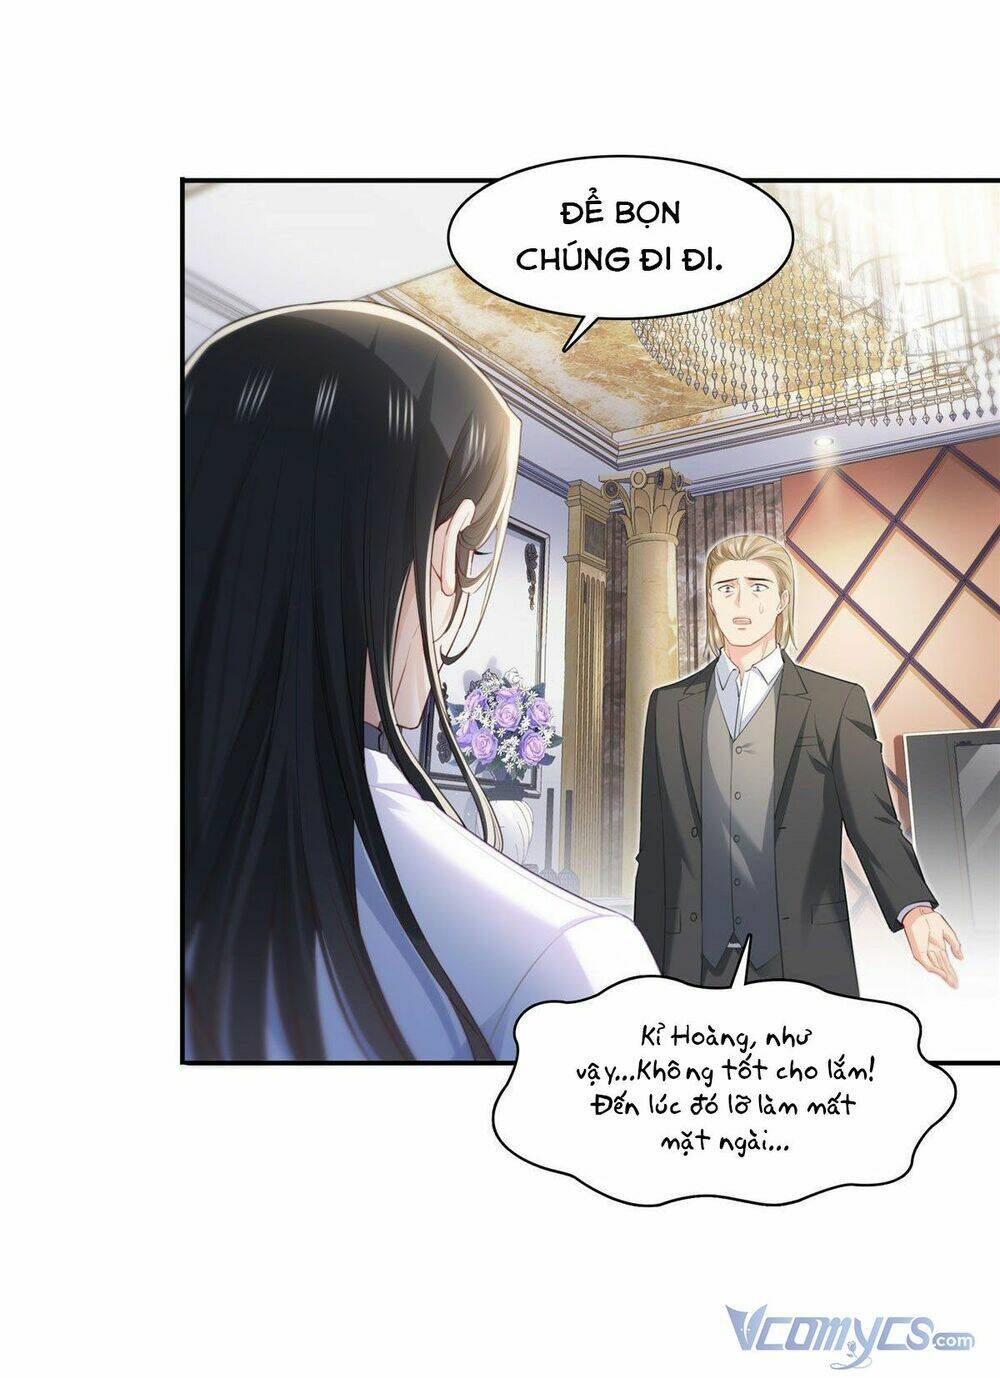 ĐỂ BỌN
CHÚNG ĐI ĐI.
Kỉ Hoàng, như
vậy...Không tốt cho lắm!
Đến lúc đó lỡ làm mất
mặt ngài...
VCOMYCS.com